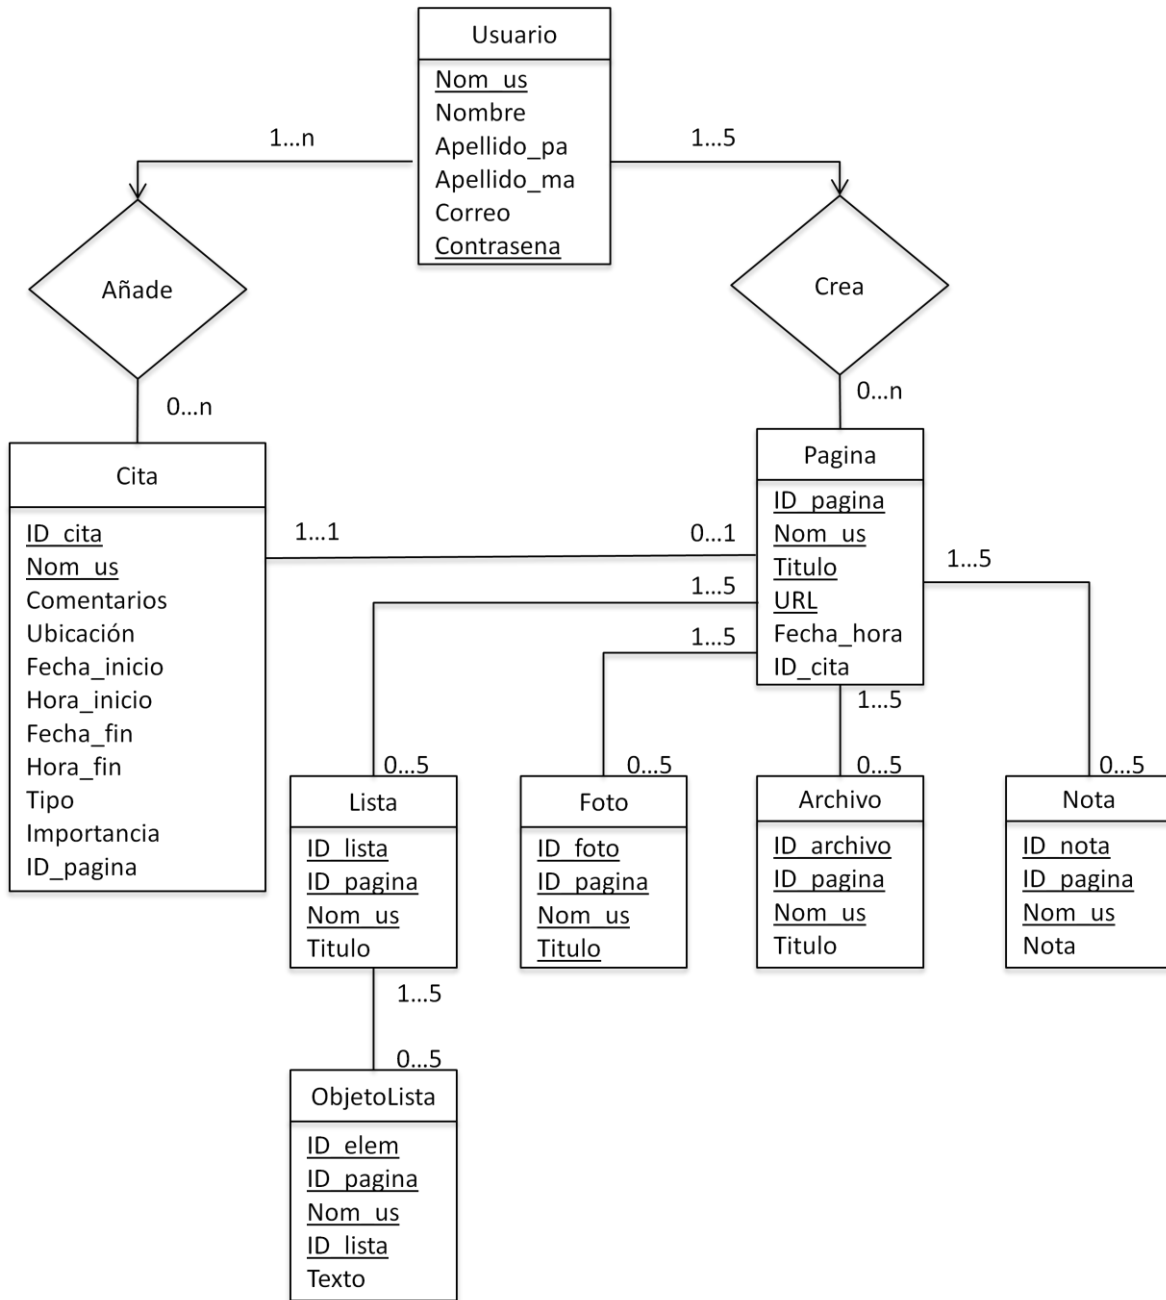 Usuario
Nom_us
Nombre
Apellido_pa
Apellido_ma
Correo
Contrasena
1...n
1...5
Añade
Crea
0...n
0...n
Cita
ID_cita
Nom_us
Comentarios
Ubicación
Fecha_inicio
Hora_inicio
Fecha_fin
Hora_fin
Tipo
Importancia
ID_pagina
Pagina
ID_pagina
Nom_us
Titulo
URL
Fecha_hora
ID_cita
1...1
0...1
1...5
1...5
1...5
1...5
0...5
0...5
0...5
0...5
Lista
ID_lista
ID_pagina
Nom_us
Titulo
Foto
ID_foto
ID_pagina
Nom_us
Titulo
Archivo
ID_archivo
ID_pagina
Nom_us
Titulo
Nota
ID_nota
ID_pagina
Nom_us
Nota
1...5
0...5
ObjetoLista
ID_elem
ID_pagina
Nom_us
ID_lista
Texto